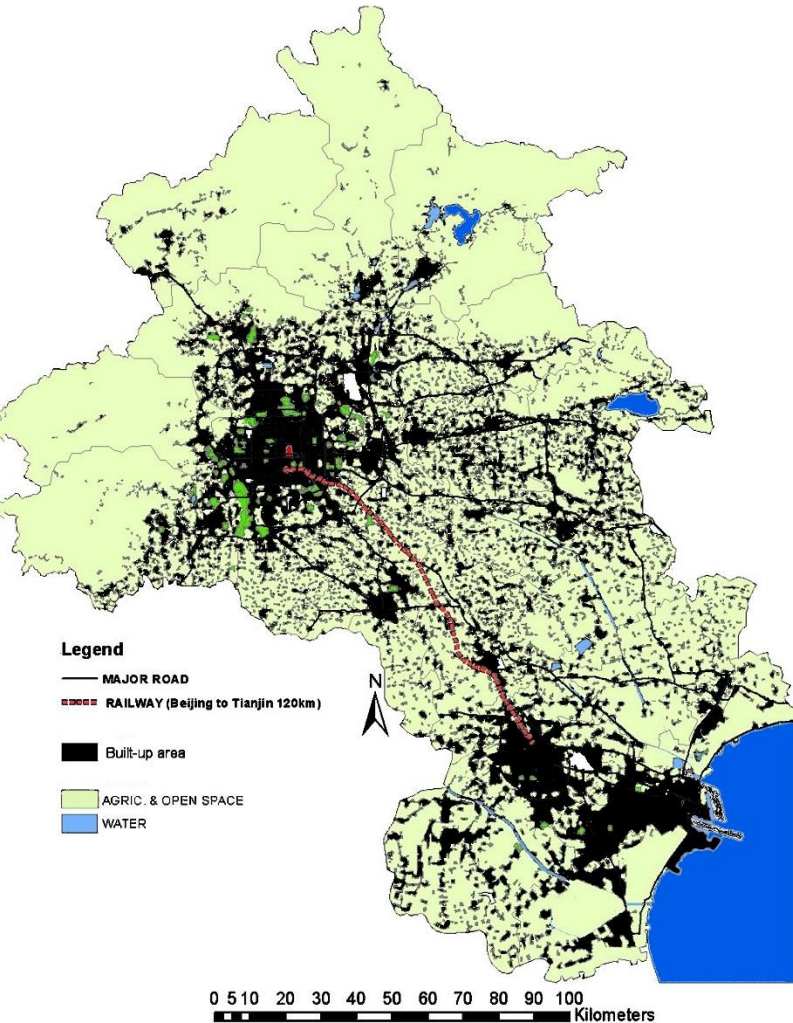 Legend
MAJOR ROAD
RAILWAY (Beijing to Tianjin 120km)
Built-up area
AGRIC. & OPEN SPACE
WATER
N
0 5 10 20 30 40 50 60 70 80 90 100
Kilometers